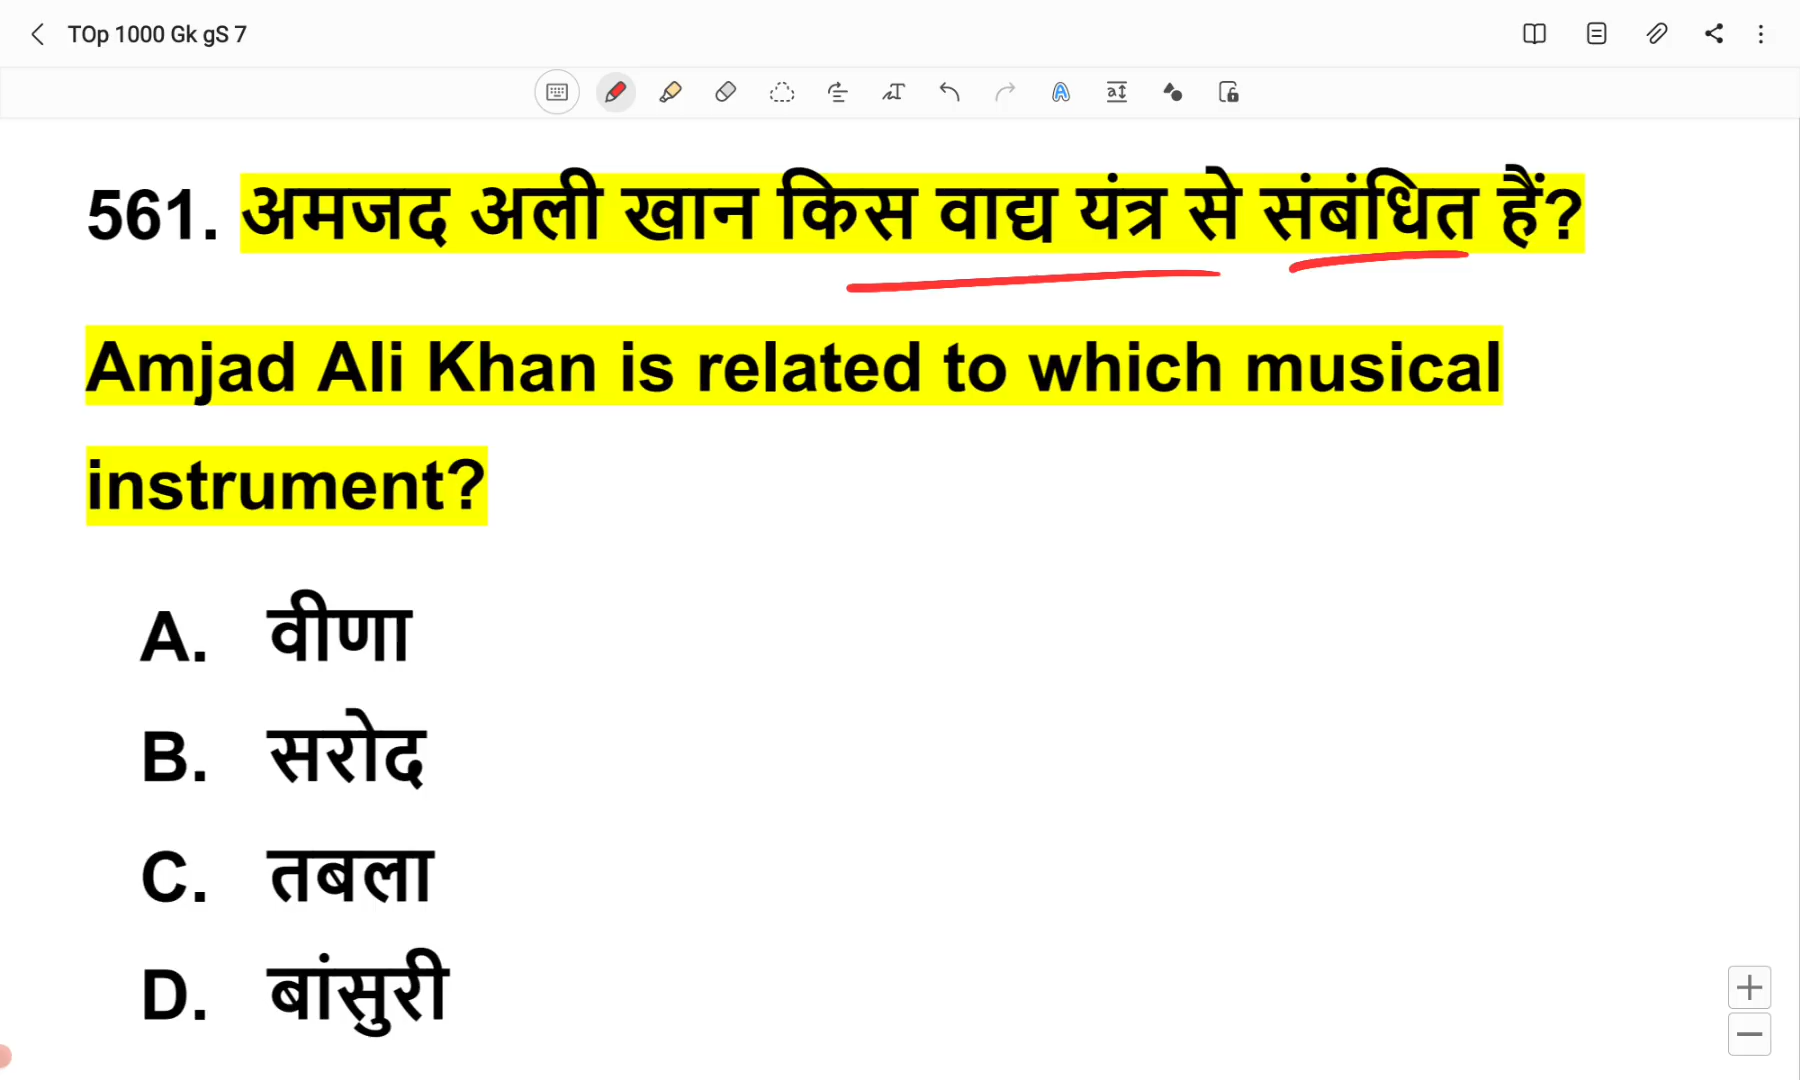 TOp 1000 Gk gS 7
561. अमजद अली खान किस वाद्य यंत्र से संबंधित हैं?
Amjad Ali Khan is related to which musical
instrument?
A. वीणा
B. सरोद
C. तबला
D. बांसुरी